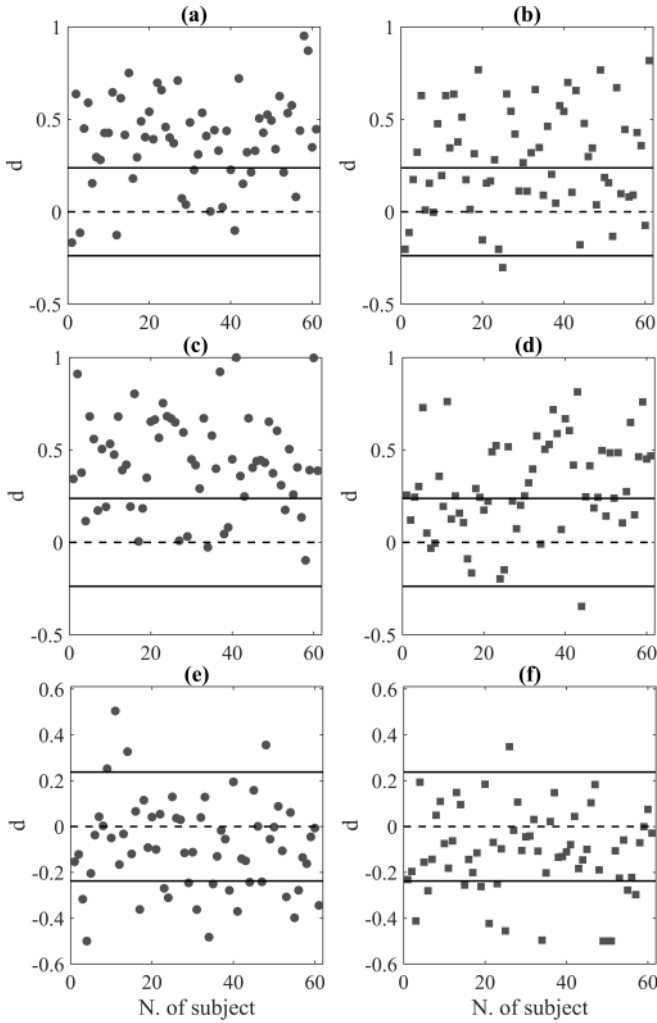 (a) (b)
1 1
d 0.5 d 0.5
0 0
-0.5 -0.5
0 20 40 60 0 20 40 60
(c) (d)
1 1
d 0.5 d 0.5
0 0
-0.5 -0.5
0 20 40 60 0 20 40 60
(e) (f)
0.6 0.6
0.4 0.4
0.2 0.2
d 0 d 0
-0.2 -0.2
-0.4 -0.4
-0.6 -0.6
0 20 40 60 0 20 40 60
N. of subject N. of subject